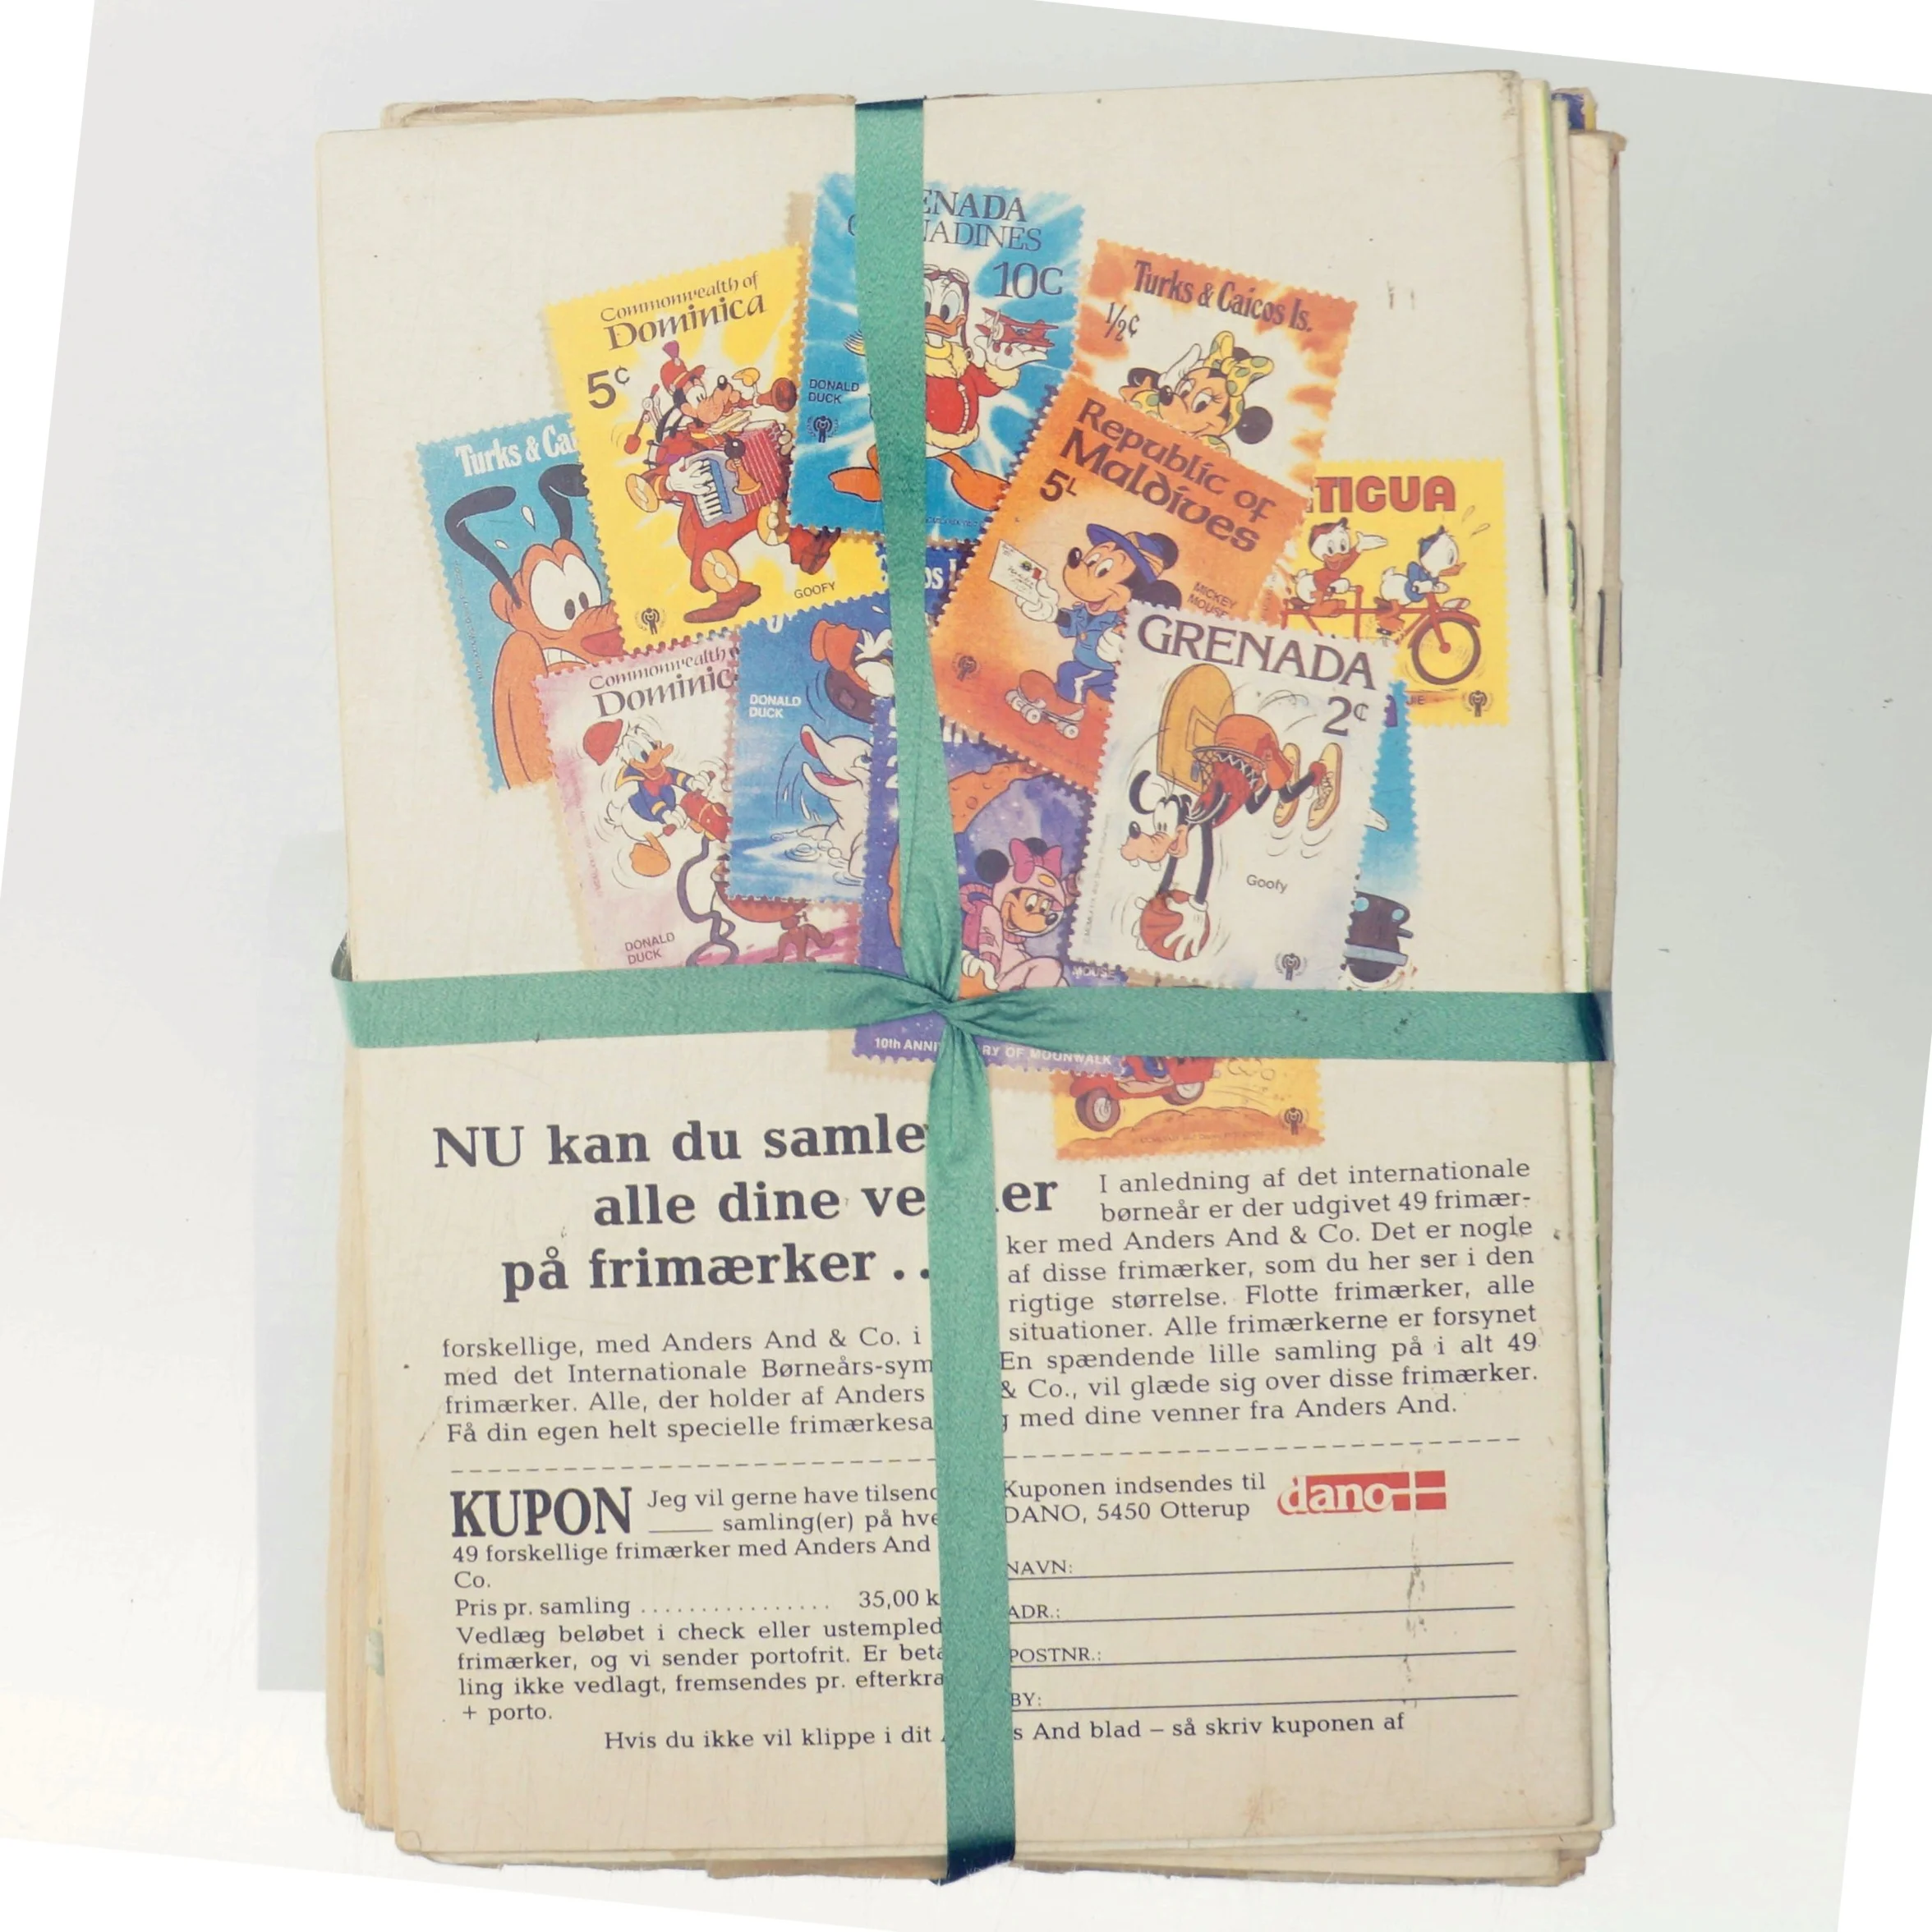 ENADA
NADINES
10c
DONALD
DUCK
Commonwealth of
Dominica
5c
GOOFY
Turks & Caicos Is.
1/2¢
Turks & Cai
Republic of
Maldives
5L
MICKEY
MOUSE
TIGUA
GRENADA
2¢
Goofy
Commonwealth
Dominic
DONALD
DUCK
DONALD
DUCK
MOUSE
10th ANNI RY OF MOONWALK
NU kan du samle
alle dine ve er
på frimærker . .
I anledning af det internationale
børneår er der udgivet 49 frimær-
ker med Anders And & Co. Det er nogle
af disse frimærker, som du her ser i den
rigtige størrelse. Flotte frimærker, alle
forskellige, med Anders And & Co. i situationer. Alle frimærkerne er forsynet
med det Internationale Børneårs-sym En spændende lille samling på i alt 49
frimærker. Alle, der holder af Anders & Co., vil glæde sig over disse frimærker.
Få din egen helt specielle frimærkesa g med dine venner fra Anders And.
KUPON
Jeg vil gerne have tilsend
samling(er) på hve
49 forskellige frimærker med Anders And
Co.
Pris pr. samling ................ 35,00 k
Vedlæg beløbet i check eller ustempled
frimærker, og vi sender portofrit. Er beta
ling ikke vedlagt, fremsendes pr. efterkra
+ porto.
Kuponen indsendes til
DANO, 5450 Otterup
dano
NAVN:
ADR.:
POSTNR.:
BY:
Hvis du ikke vil klippe i dit A s And blad – så skriv kuponen af